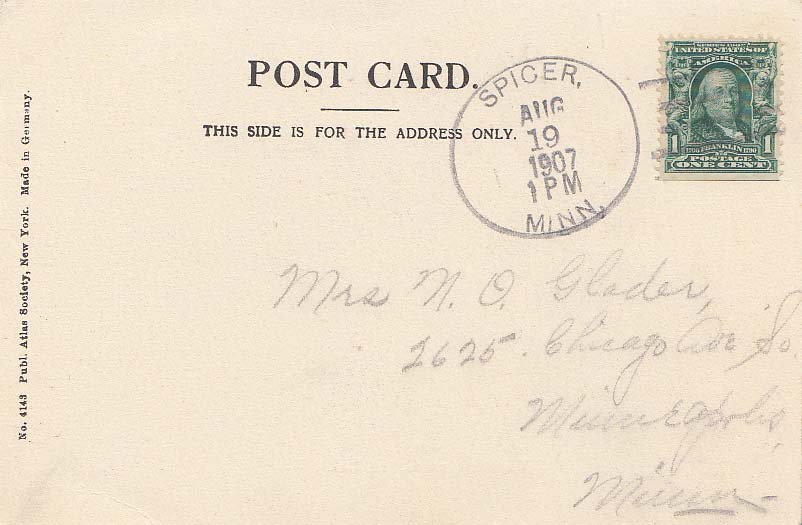 POST CARD.
THIS SIDE IS FOR THE ADDRESS ONLY.
SPICER,
AUG
19
1907
1 PM
MINN.
SERIES 1902
UNITED STATES OF
AMERICA
1706 FRANKLIN 1790
POSTAGE
1 ONE CENT 1
Mrs N. O. Glader,
2625. Chicago Ave So.
Minneapolis,
Minn
No. 4143 Publ. Atlas Society, New York. Made in Germany.